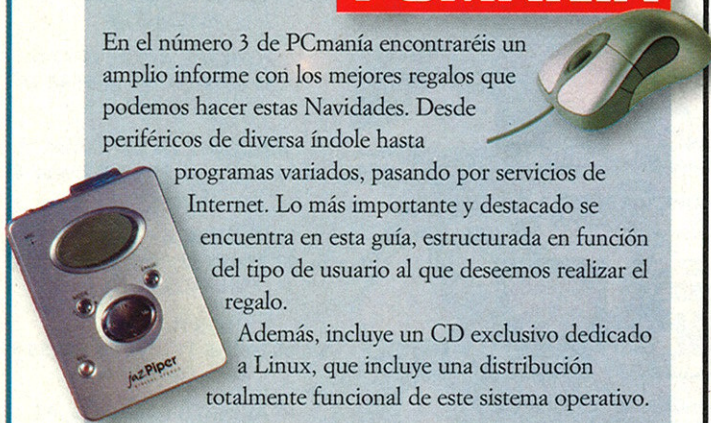 PCMANÍA
En el número 3 de PCmanía encontraréis un
amplio informe con los mejores regalos que
podemos hacer estas Navidades. Desde
periféricos de diversa índole hasta
programas variados, pasando por servicios de
Internet. Lo más importante y destacado se
encuentra en esta guía, estructurada en función
del tipo de usuario al que deseemos realizar el
regalo.
Además, incluye un CD exclusivo dedicado
a Linux, que incluye una distribución
totalmente funcional de este sistema operativo.
jazPiper